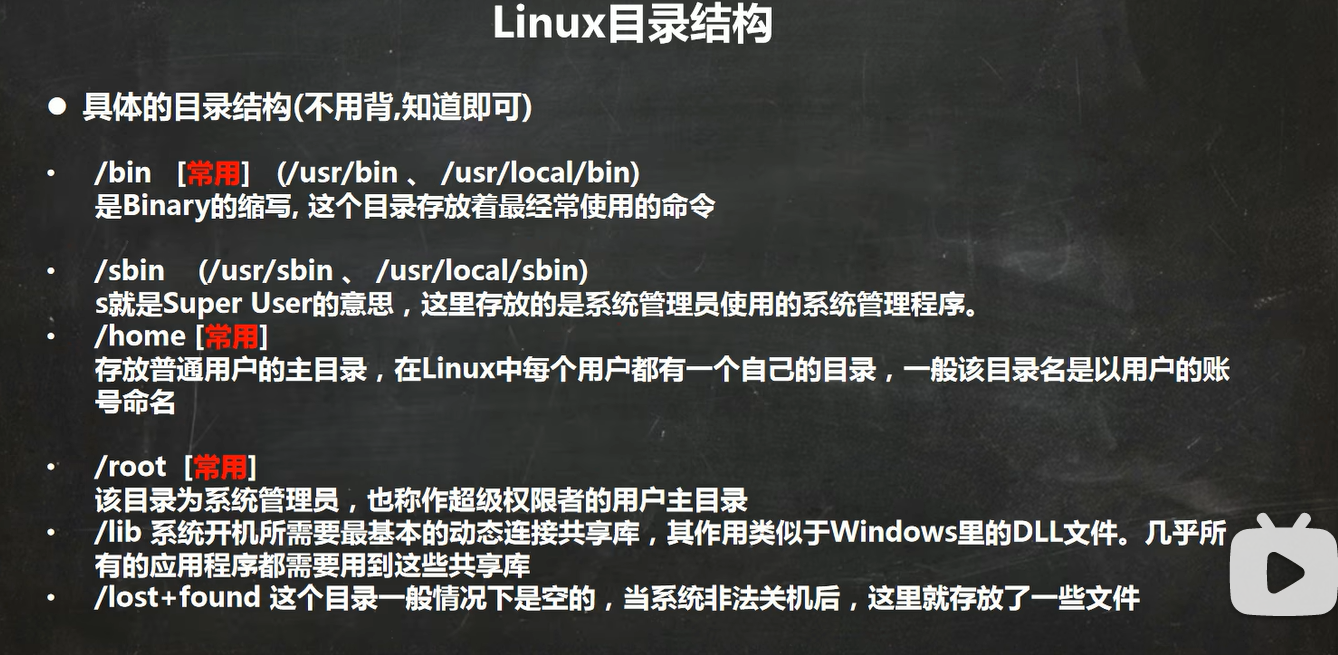 Linux目录结构
● 具体的目录结构(不用背,知道即可)
• /bin [常用] (/usr/bin 、 /usr/local/bin)
是Binary的缩写, 这个目录存放着最经常使用的命令
• /sbin (/usr/sbin 、 /usr/local/sbin)
s就是Super User的意思，这里存放的是系统管理员使用的系统管理程序。
• /home [常用]
存放普通用户的主目录，在Linux中每个用户都有一个自己的目录，一般该目录名是以用户的账
号命名
• /root [常用]
该目录为系统管理员，也称作超级权限者的用户主目录
• /lib 系统开机所需要最基本的动态连接共享库，其作用类似于Windows里的DLL文件。几乎所
有的应用程序都需要用到这些共享库
• /lost+found 这个目录一般情况下是空的，当系统非法关机后，这里就存放了一些文件